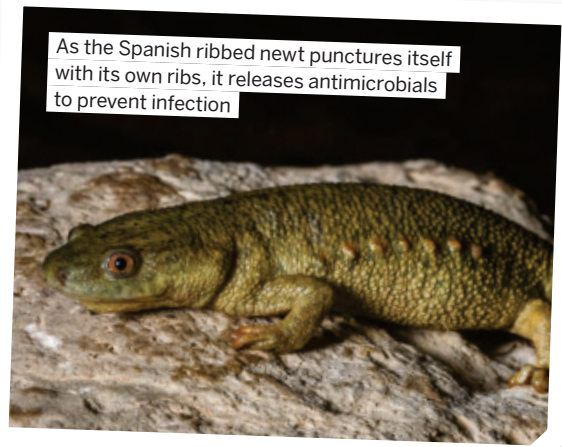 As the Spanish ribbed newt punctures itself
with its own ribs, it releases antimicrobials
to prevent infection